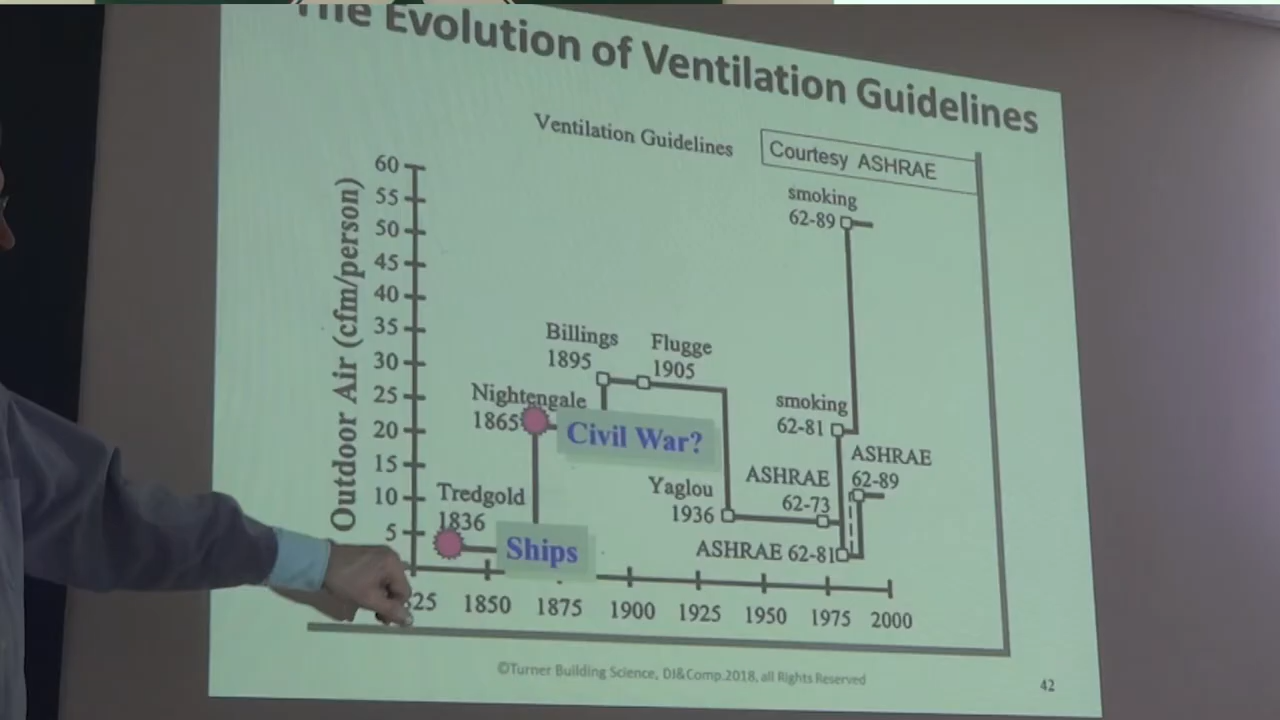 The Evolution of Ventilation Guidelines
Ventilation Guidelines
Courtesy ASHRAE
Outdoor Air (cfm/person)
60
55
50
45
40
35
30
25
20
15
10
5
smoking
62-89
Billings
1895
Flugge
1905
Nightengale
1865
Civil War?
smoking
62-81
ASHRAE
62-89
Tredgold
1836
Ships
Yaglou
1936
ASHRAE
62-73
ASHRAE 62-81
25 1850 1875 1900 1925 1950 1975 2000
©Turner Building Science, DJ&Comp.2018, all Rights Reserved
42